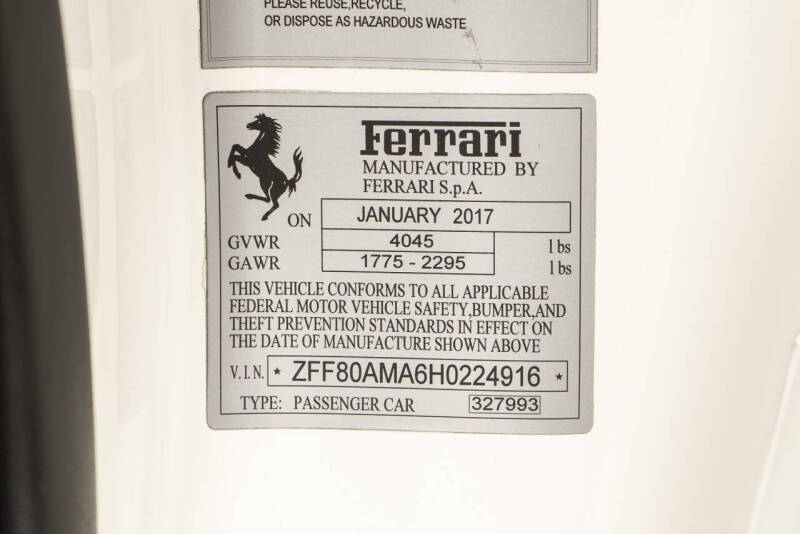 PLEASE REUSE,RECYCLE,
OR DISPOSE AS HAZARDOUS WASTE
Ferrari
MANUFACTURED BY
FERRARI S.p.A.
ON JANUARY 2017
GVWR 4045 lbs
GAWR 1775 - 2295 lbs
THIS VEHICLE CONFORMS TO ALL APPLICABLE
FEDERAL MOTOR VEHICLE SAFETY,BUMPER,AND
THEFT PREVENTION STANDARDS IN EFFECT ON
THE DATE OF MANUFACTURE SHOWN ABOVE
V.I.N. * ZFF80AMA6H0224916 *
TYPE: PASSENGER CAR 327993